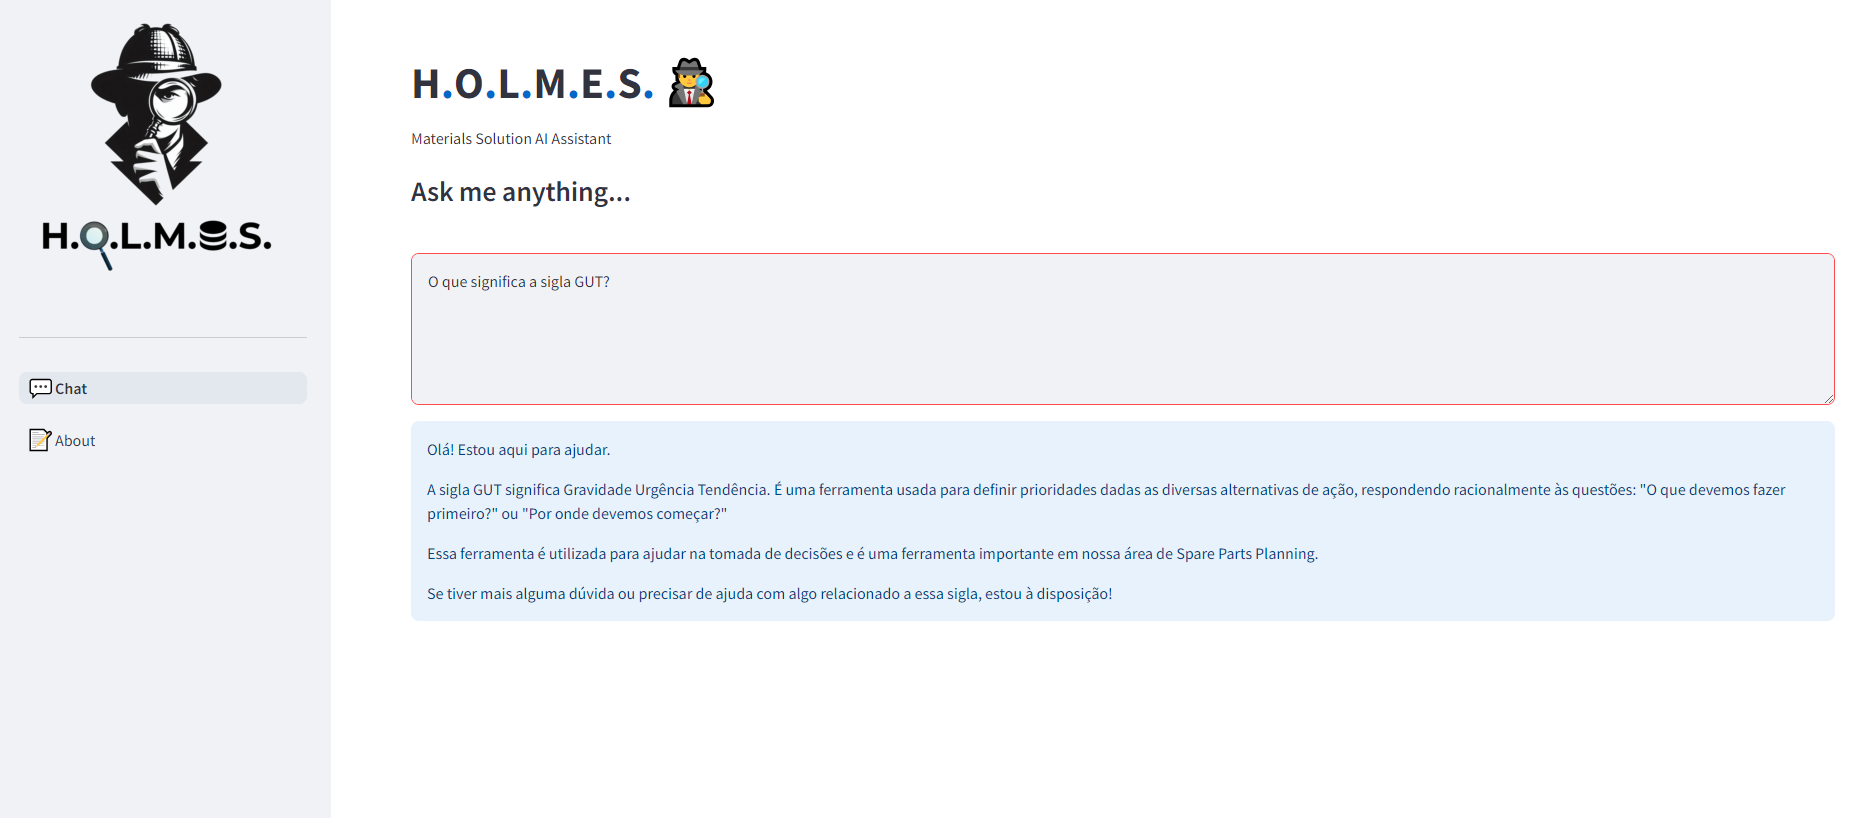 H.O.L.M.E.S.
Chat
About
H.O.L.M.E.S.
Materials Solution AI Assistant
Ask me anything...
O que significa a sigla GUT?
Olá! Estou aqui para ajudar.
A sigla GUT significa Gravidade Urgência Tendência. É uma ferramenta usada para definir prioridades dadas as diversas alternativas de ação, respondendo racionalmente às questões: "O que devemos fazer
primeiro?" ou "Por onde devemos começar?"
Essa ferramenta é utilizada para ajudar na tomada de decisões e é uma ferramenta importante em nossa área de Spare Parts Planning.
Se tiver mais alguma dúvida ou precisar de ajuda com algo relacionado a essa sigla, estou à disposição!